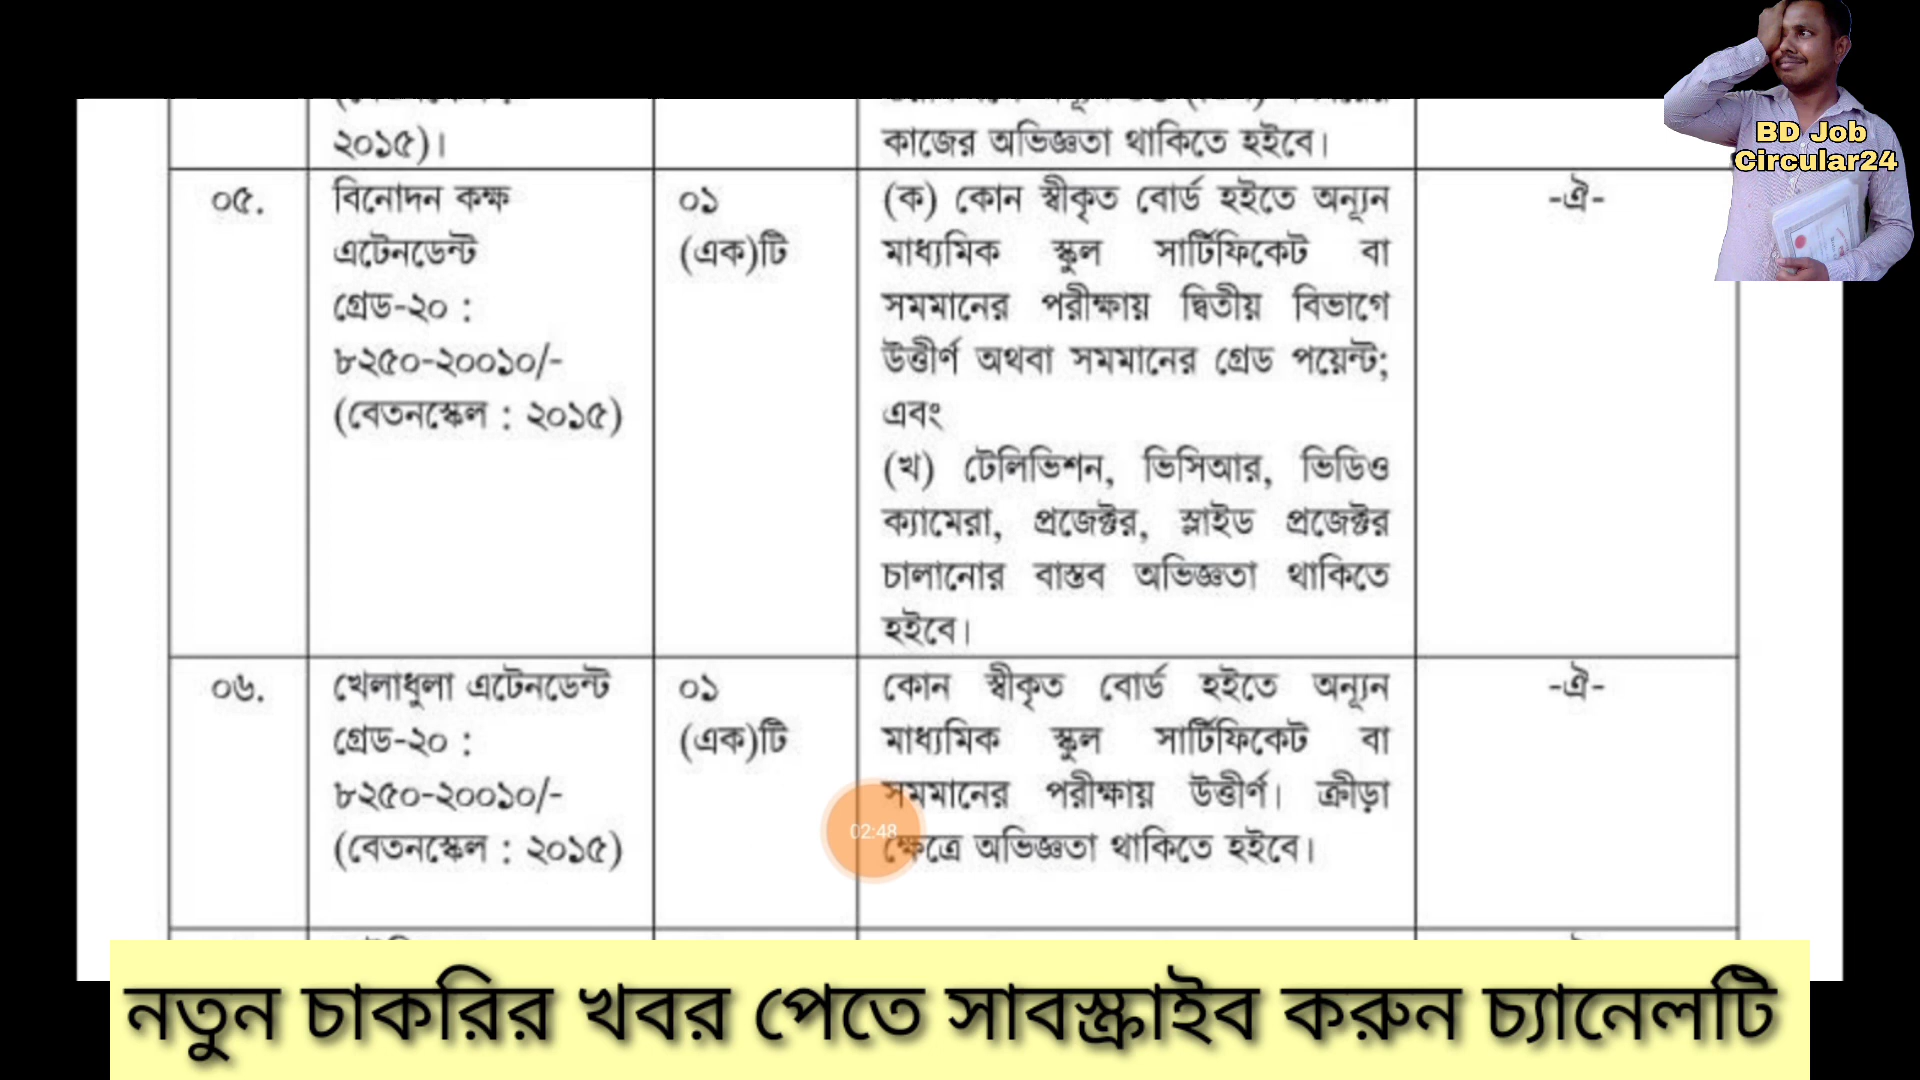 ২০১৫)।
কাজের অভিজ্ঞতা থাকিতে হইবে।
০৫.
বিনোদন কক্ষ
এটেনডেন্ট
গ্রেড-২০ :
৮২৫০-২০০১০/-
(বেতনস্কেল : ২০১৫)
০১
(এক)টি
(ক) কোন স্বীকৃত বোর্ড হইতে অন্যূন
মাধ্যমিক স্কুল সার্টিফিকেট বা
সমমানের পরীক্ষায় দ্বিতীয় বিভাগে
উত্তীর্ণ অথবা সমমানের গ্রেড পয়েন্ট;
এবং
(খ) টেলিভিশন, ভিসিআর, ভিডিও
ক্যামেরা, প্রজেক্টর, স্লাইড প্রজেক্টর
চালানোর বাস্তব অভিজ্ঞতা থাকিতে
হইবে।
-ঐ-
০৬.
খেলাধুলা এটেনডেন্ট
গ্রেড-২০ :
৮২৫০-২০০১০/-
(বেতনস্কেল : ২০১৫)
০১
(এক)টি
কোন স্বীকৃত বোর্ড হইতে অন্যূন
মাধ্যমিক স্কুল সার্টিফিকেট বা
সমমানের পরীক্ষায় উত্তীর্ণ। ক্রীড়া
ক্ষেত্রে অভিজ্ঞতা থাকিতে হইবে।
-ঐ-
02:48
BD Job
Circular24
নতুন চাকরির খবর পেতে সাবস্ক্রাইব করুন চ্যানেলটি